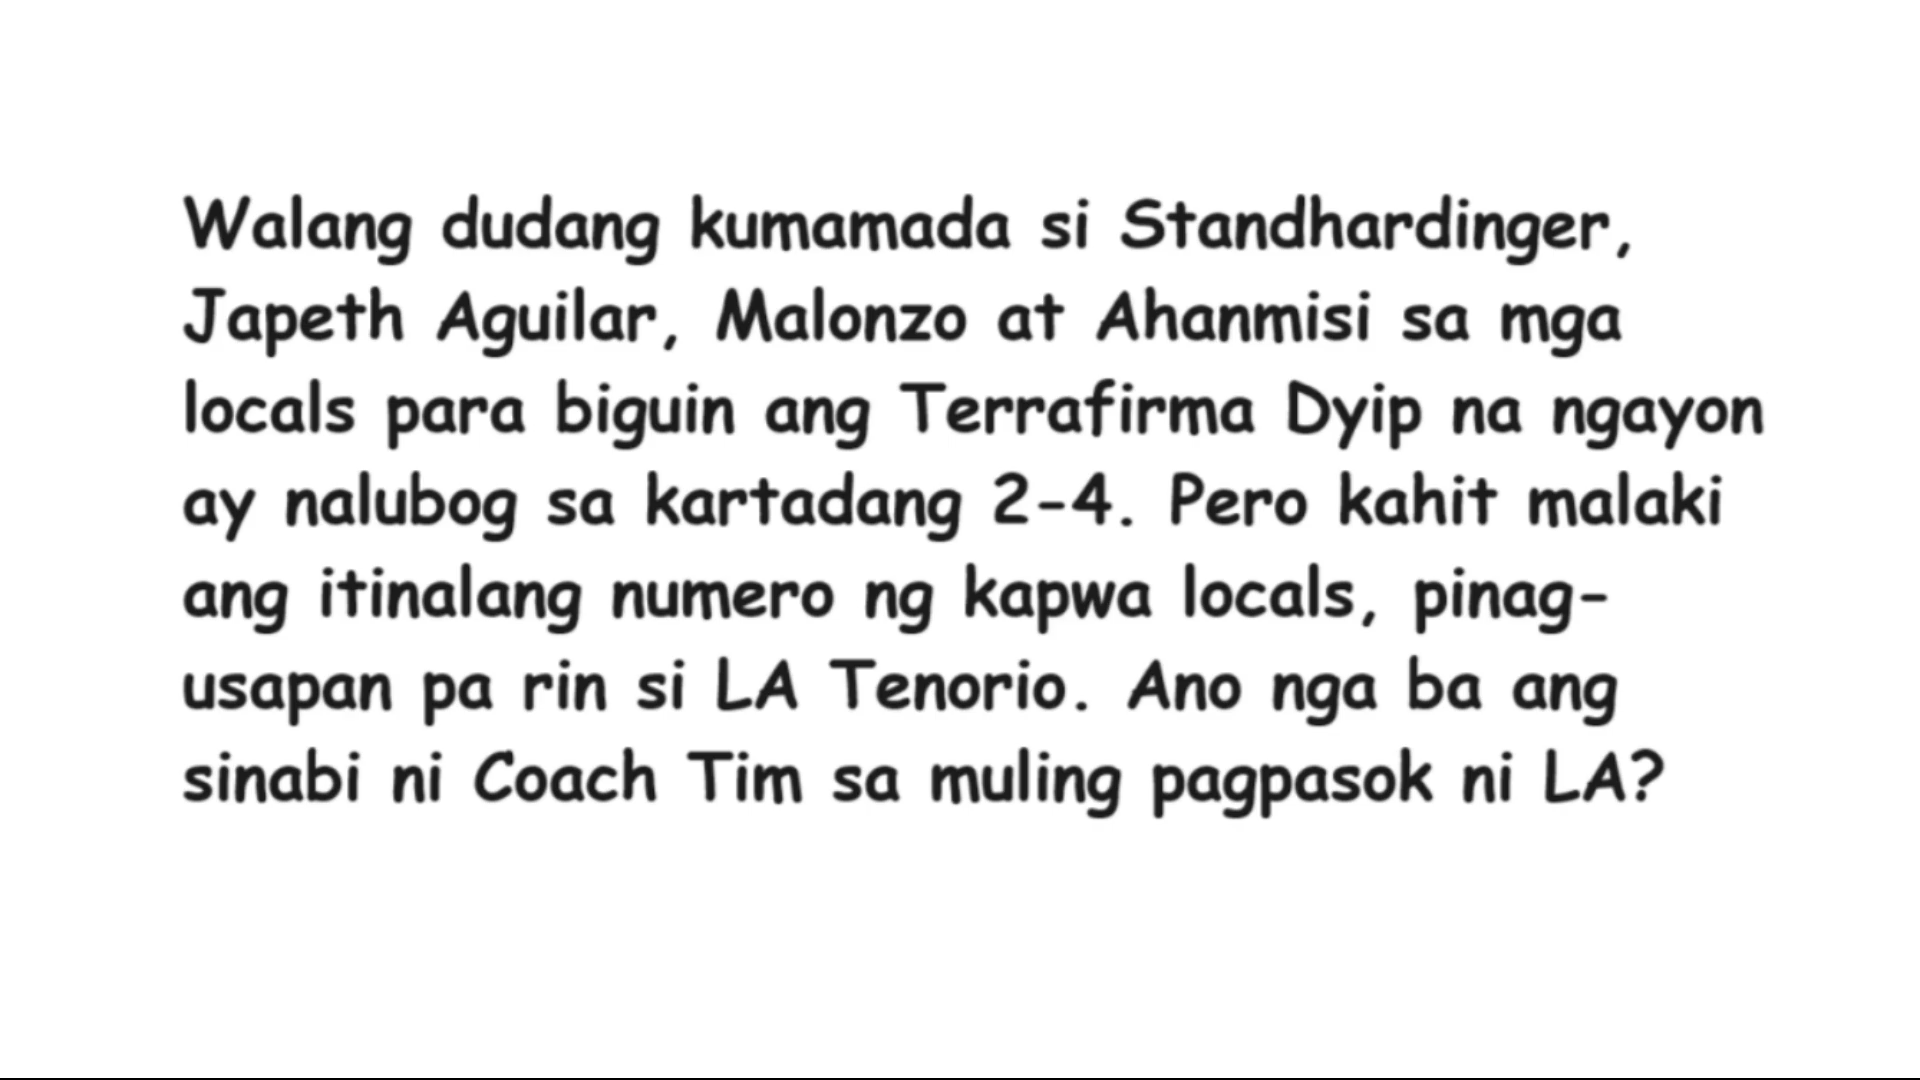 Walang dudang kumamada si Standhardinger,
Japeth Aguilar, Malonzo at Ahanmisi sa mga
locals para biguin ang Terrafirma Dyip na ngayon
ay nalubog sa kartadang 2-4. Pero kahit malaki
ang itinalang numero ng kapwa locals, pinag-
usapan pa rin si LA Tenorio. Ano nga ba ang
sinabi ni Coach Tim sa muling pagpasok ni LA?